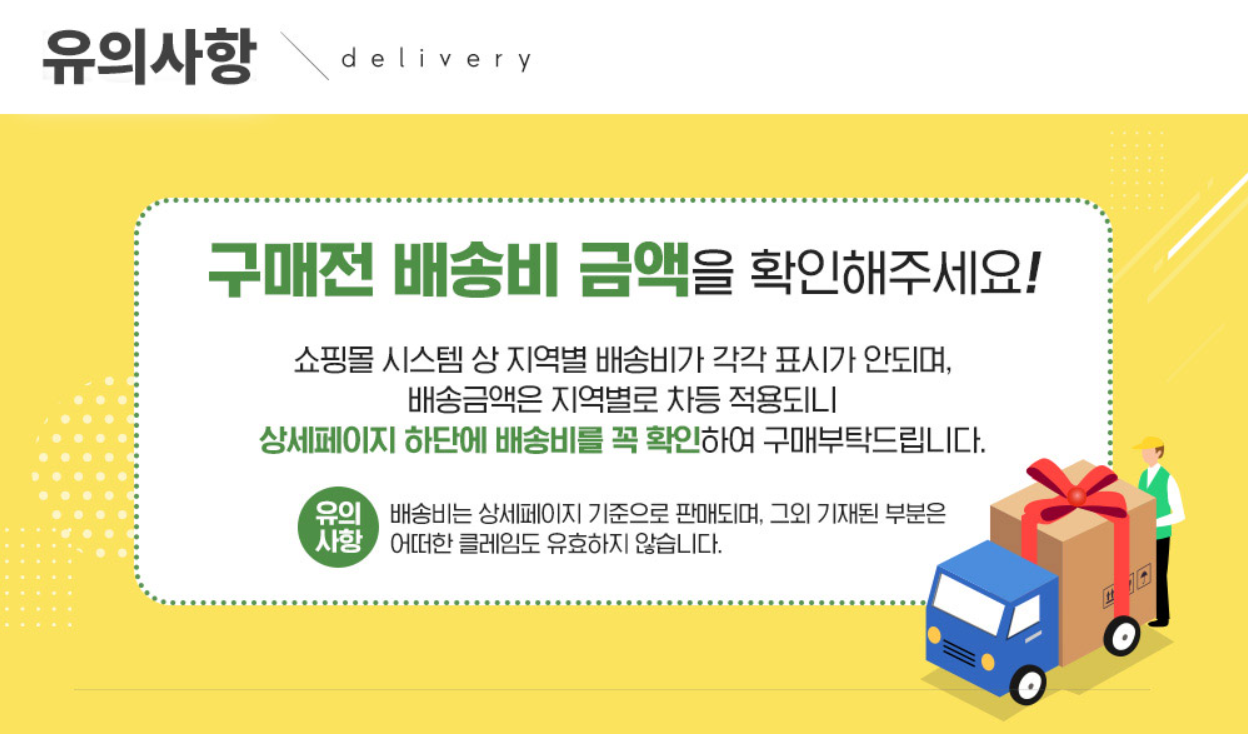 유의사항 delivery
구매전 배송비 금액을 확인해주세요!
쇼핑몰 시스템 상 지역별 배송비가 각각 표시가 안되며,
배송금액은 지역별로 차등 적용되니
상세페이지 하단에 배송비를 꼭 확인하여 구매부탁드립니다.
유의
사항
배송비는 상세페이지 기준으로 판매되며, 그외 기재된 부분은
어떠한 클레임도 유효하지 않습니다.